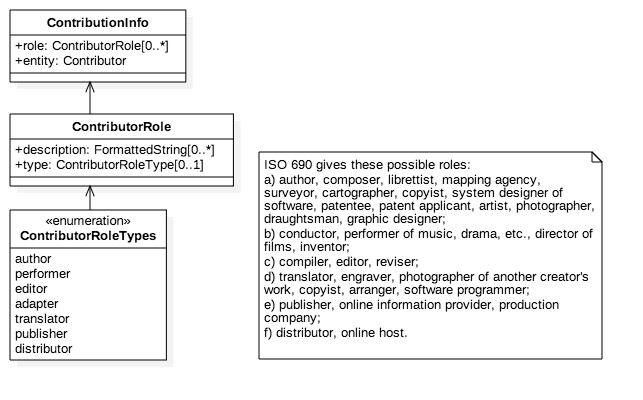 ContributionInfo
+role: ContributorRole[0..*]
+entity: Contributor
ContributorRole
+description: FormattedString[0..*]
+type: ContributorRoleType[0..1]
«enumeration»
ContributorRoleTypes
author
performer
editor
adapter
translator
publisher
distributor
ISO 690 gives these possible roles:
a) author, composer, librettist, mapping agency,
surveyor, cartographer, copyist, system designer of
software, patentee, patent applicant, artist, photographer,
draughtsman, graphic designer;
b) conductor, performer of music, drama, etc., director of
films, inventor;
c) compiler, editor, reviser;
d) translator, engraver, photographer of another creator's
work, copyist, arranger, software programmer;
e) publisher, online information provider, production
company;
f) distributor, online host.